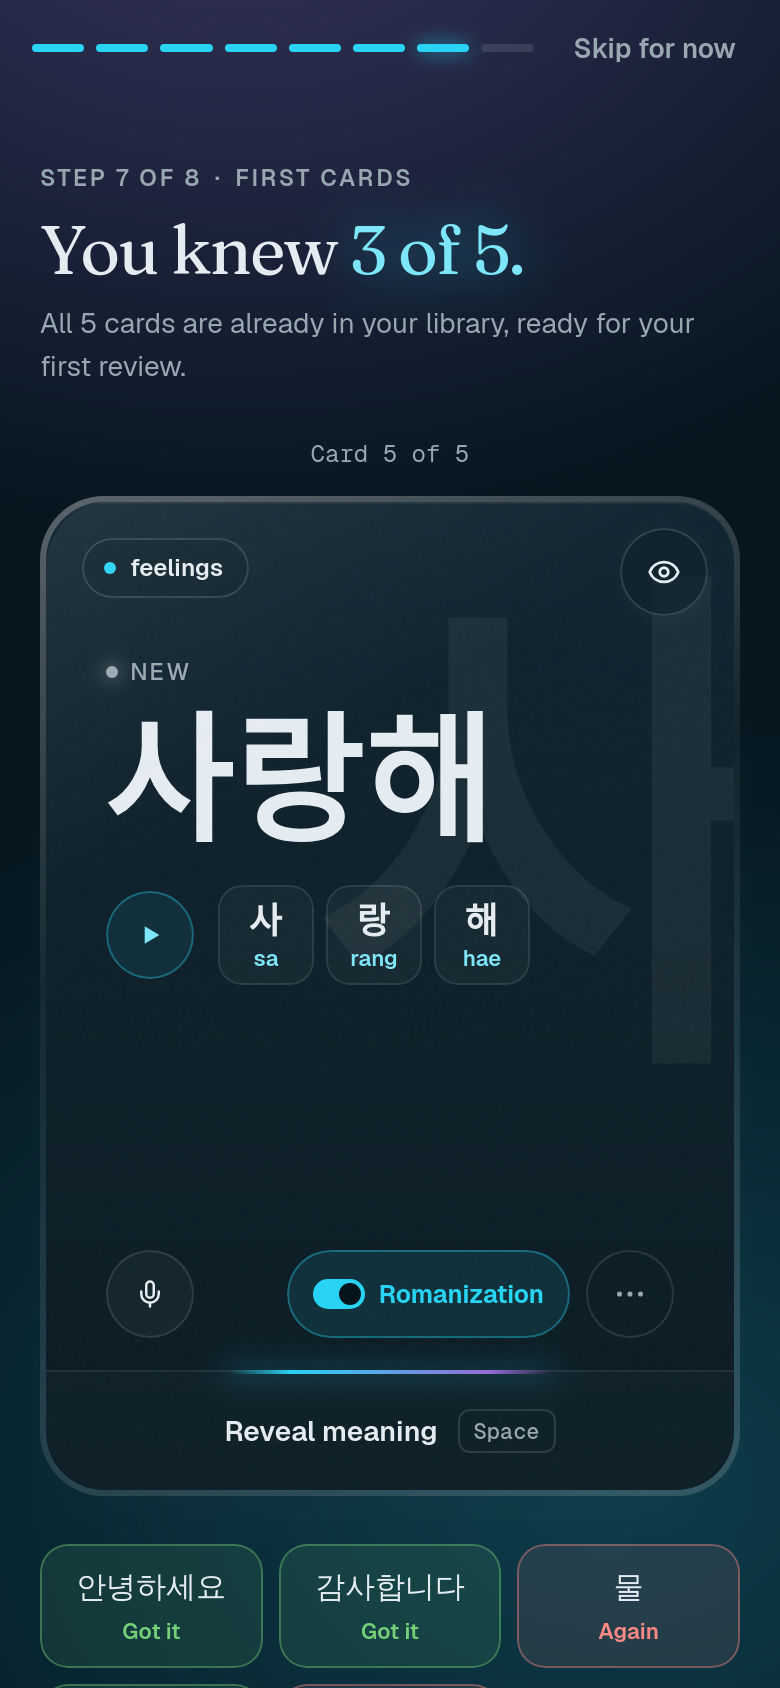 Skip for now
STEP 7 OF 8 · FIRST CARDS
You knew 3 of 5.
All 5 cards are already in your library, ready for your
first review.
Card 5 of 5
feelings
NEW
사랑해
사 랑 해
sa rang hae
Romanization
Reveal meaning Space
안녕하세요 감사합니다 물
Got it Got it Again